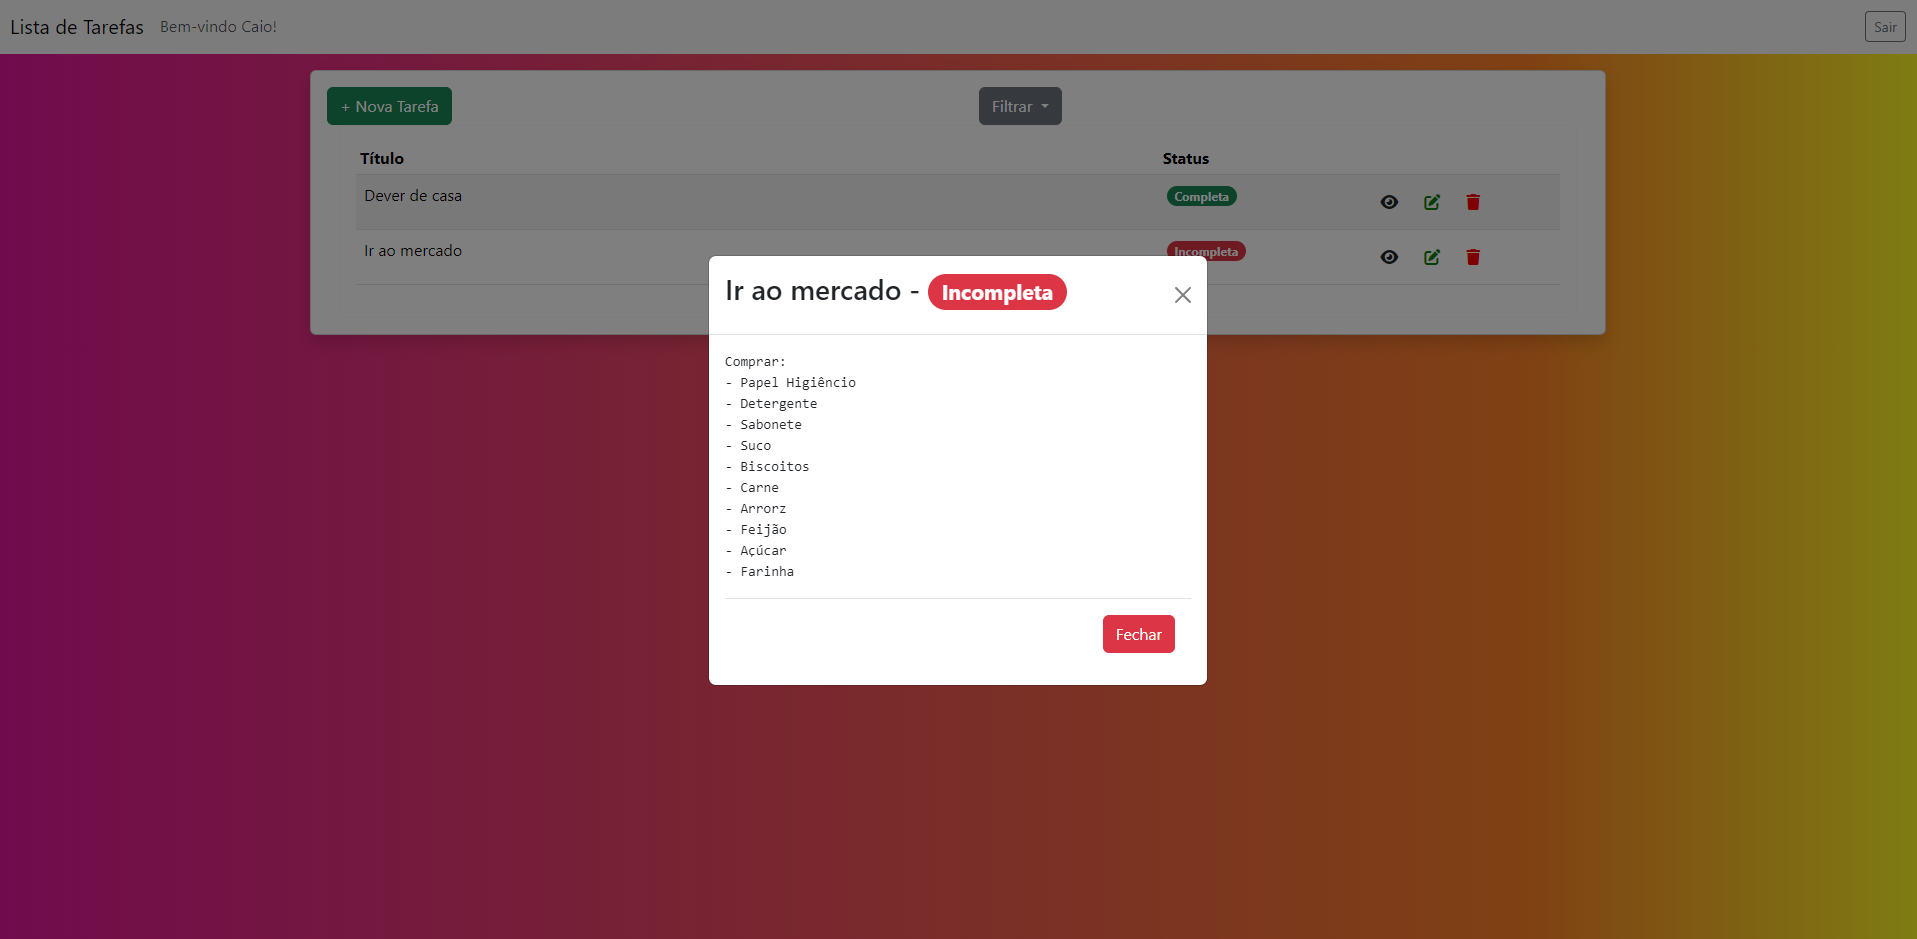 Lista de Tarefas Bem-vindo Caio! Sair
+ Nova Tarefa Filtrar
Título Status
Dever de casa Completa
Ir ao mercado Incompleta
Ir ao mercado - Incompleta
Comprar:
- Papel Higiêncio
- Detergente
- Sabonete
- Suco
- Biscoitos
- Carne
- Arrorz
- Feijão
- Açúcar
- Farinha
Fechar